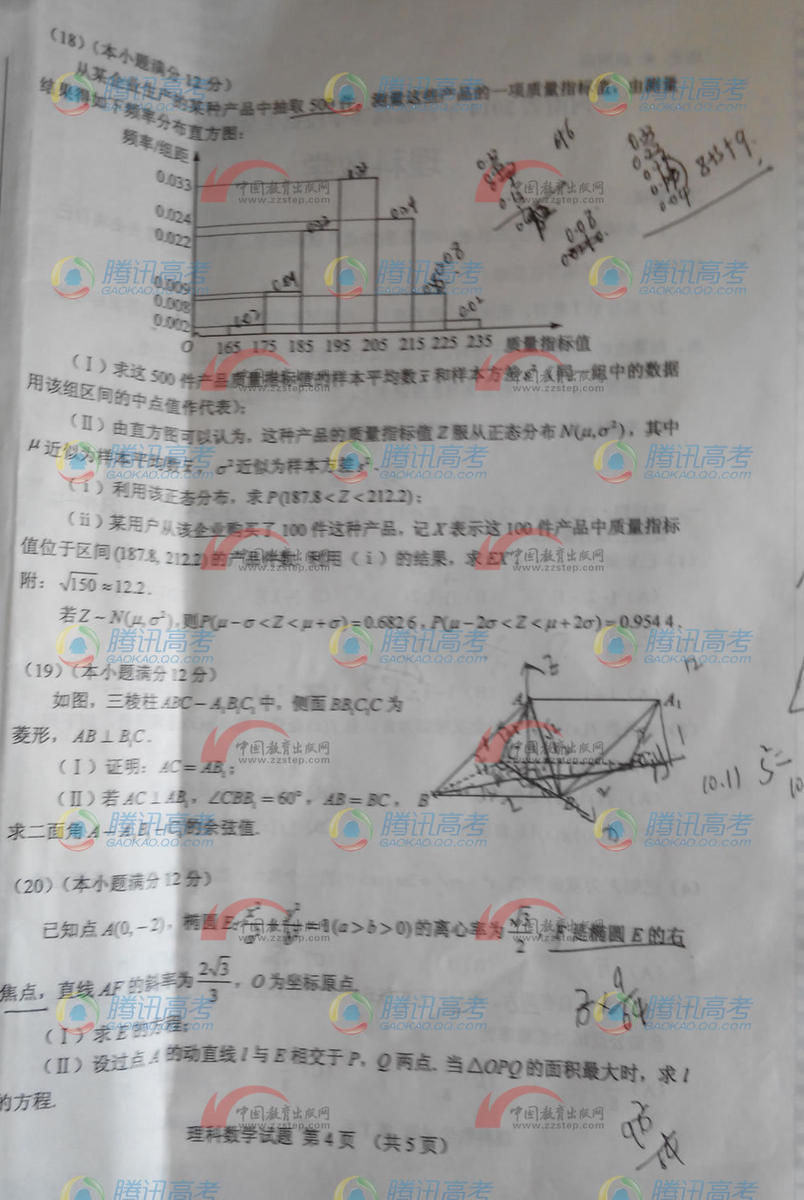 (18)(本小题满分12分)
从某企业生产的某种产品中抽取500件,测量这些产品的一项质量指标值,由测量
结果得如下频率分布直方图:
频率/组距
0.033
0.024
0.022
0.009
0.008
0.002
O 165 175 185 195 205 215 225 235 质量指标值
(Ⅰ)求这500件产品质量指标值的样本平均数x̄和样本方差s²(同一组中的数据
用该组区间的中点值作代表);
(Ⅱ)由直方图可以认为,这种产品的质量指标值Z服从正态分布N(μ,σ²),其中
μ近似为样本平均数x̄,σ²近似为样本方差s².
(ⅰ)利用该正态分布,求P(187.8<Z<212.2);
(ⅱ)某用户从该企业购买了100件这种产品,记X表示这100件产品中质量指标
值位于区间(187.8, 212.2)的产品件数,利用(ⅰ)的结果,求EX.
附:√150≈12.2.
若Z~N(μ,σ²),则P(μ-σ<Z<μ+σ)=0.6826,P(μ-2σ<Z<μ+2σ)=0.9544.
(19)(本小题满分12分)
如图,三棱柱ABC-A₁B₁C₁中,侧面BB₁C₁C为
菱形,AB⊥B₁C.
(Ⅰ)证明:AC=AB₁;
(Ⅱ)若AC⊥AB₁,∠CBB₁=60°,AB=BC,
求二面角A-A₁B₁-C₁的余弦值.
A A₁
B
(20)(本小题满分12分)
已知点A(0,-2),椭圆E:x²/a²+y²/b²=1(a>b>0)的离心率为√3/2,F是椭圆E的右
焦点,直线AF的斜率为2√3/3,O为坐标原点.
(Ⅰ)求E的方程;
(Ⅱ)设过点A的动直线l与E相交于P,Q两点.当△OPQ的面积最大时,求l
的方程.
理科数学试题 第4页 (共5页)
腾讯高考
GAOKAO.QQ.COM
中国教育出版网
www.zzstep.com